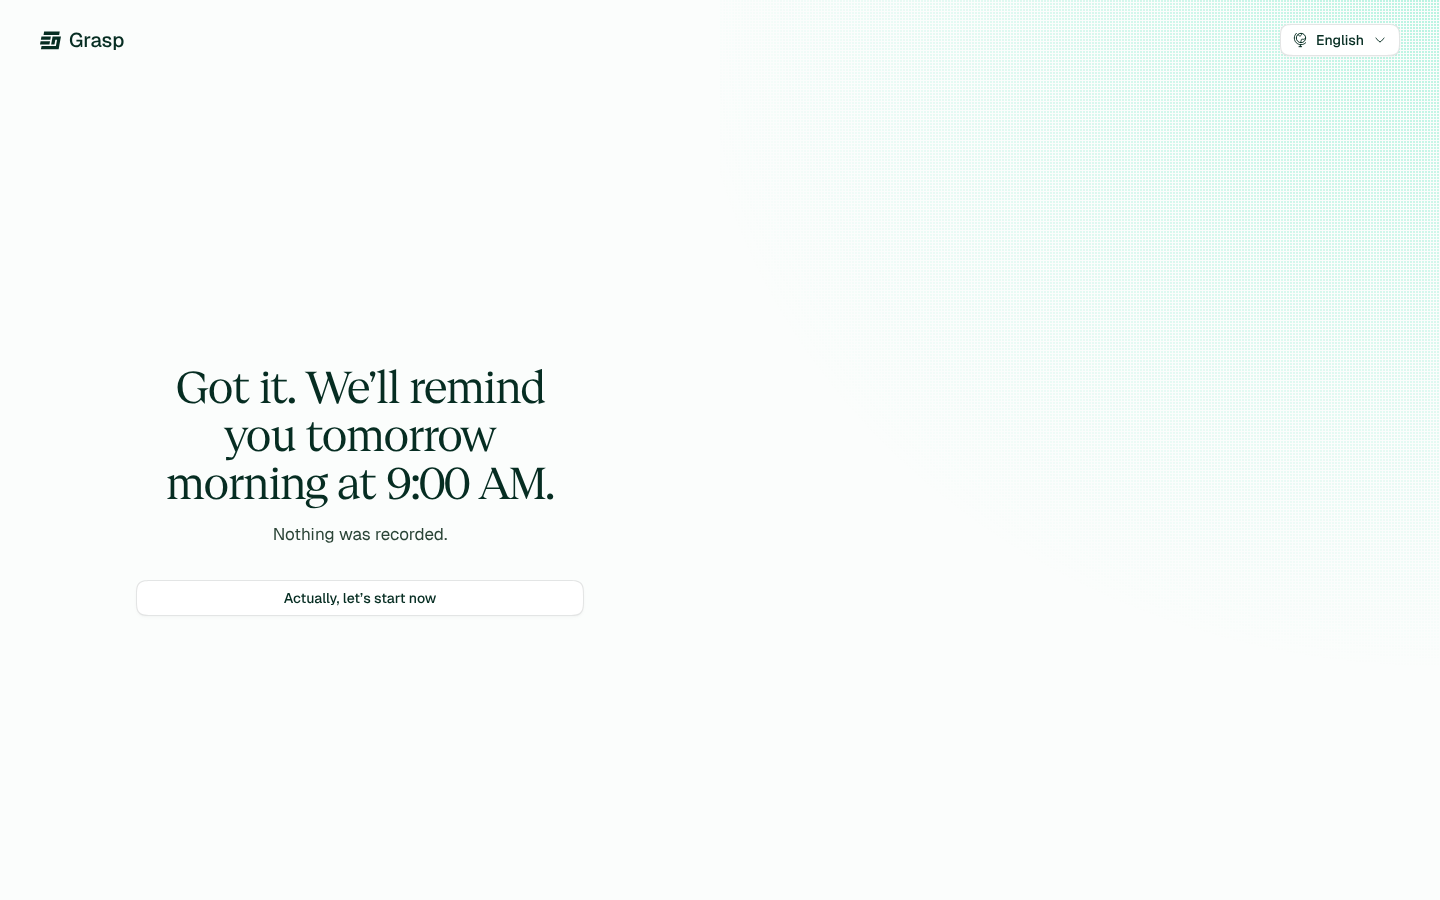 Grasp
English
Got it. We’ll remind
you tomorrow
morning at 9:00 AM.
Nothing was recorded.
Actually, let’s start now